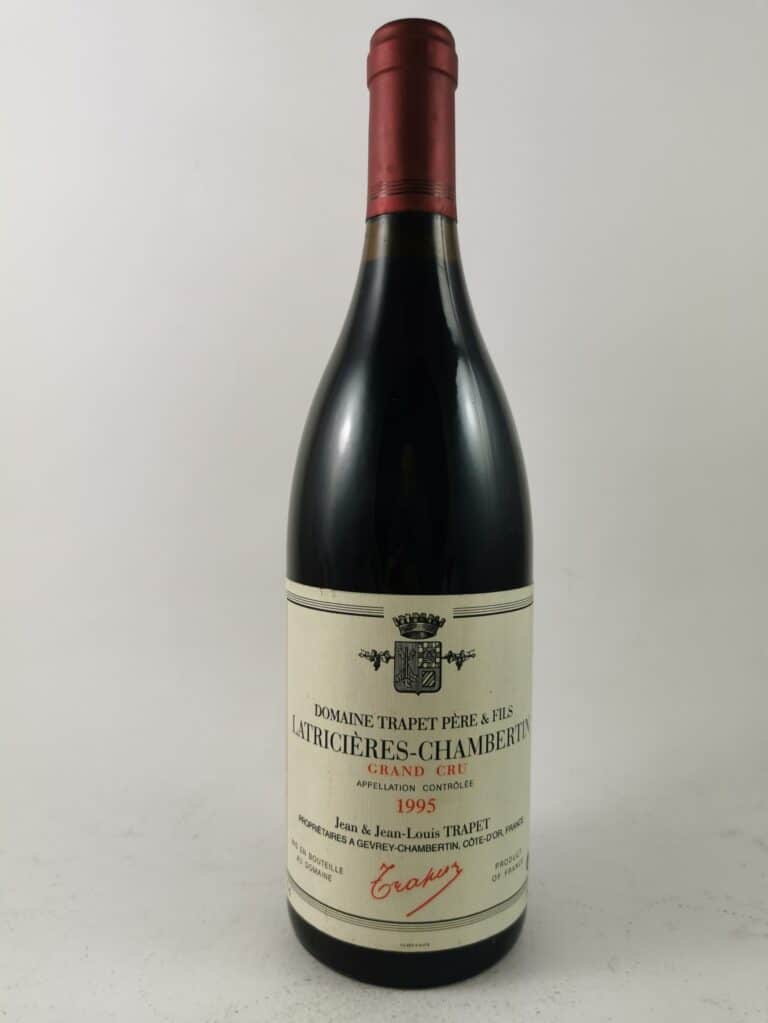 DOMAINE TRAPET PÈRE & FILS
LATRICIÈRES-CHAMBERTIN
GRAND CRU
APPELLATION CONTRÔLÉE
1995
Jean & Jean-Louis TRAPET
PROPRIÉTAIRES A GEVREY-CHAMBERTIN, CÔTE-D'OR, FRANCE
MIS EN BOUTEILLE
AU DOMAINE
Trapet
PRODUCT
OF FRANCE